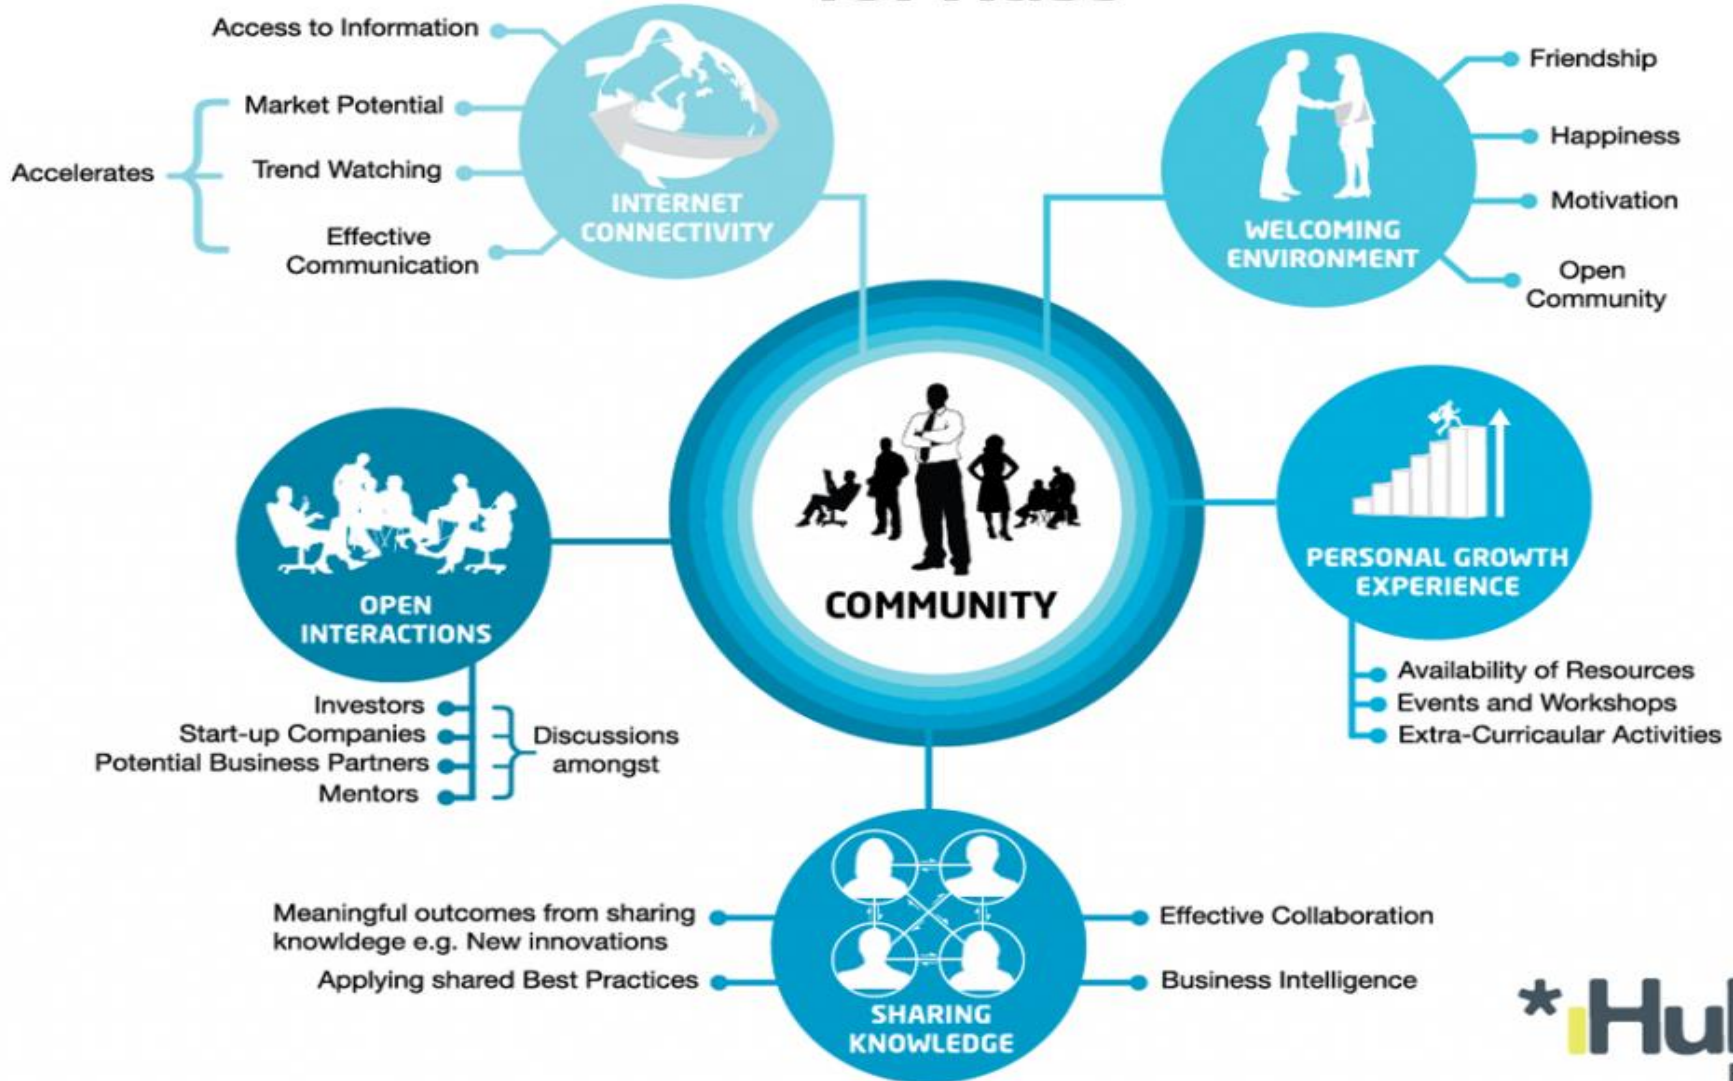 Access to Information
Market Potential
Accelerates
Trend Watching
Effective
Communication
INTERNET
CONNECTIVITY
Friendship
Happiness
Motivation
Open
Community
WELCOMING
ENVIRONMENT
COMMUNITY
OPEN
INTERACTIONS
Investors
Start-up Companies
Potential Business Partners
Mentors
Discussions
amongst
PERSONAL GROWTH
EXPERIENCE
Availability of Resources
Events and Workshops
Extra-Curricaular Activities
Meaningful outcomes from sharing
knowldege e.g. New innovations
Applying shared Best Practices
Effective Collaboration
Business Intelligence
SHARING
KNOWLEDGE